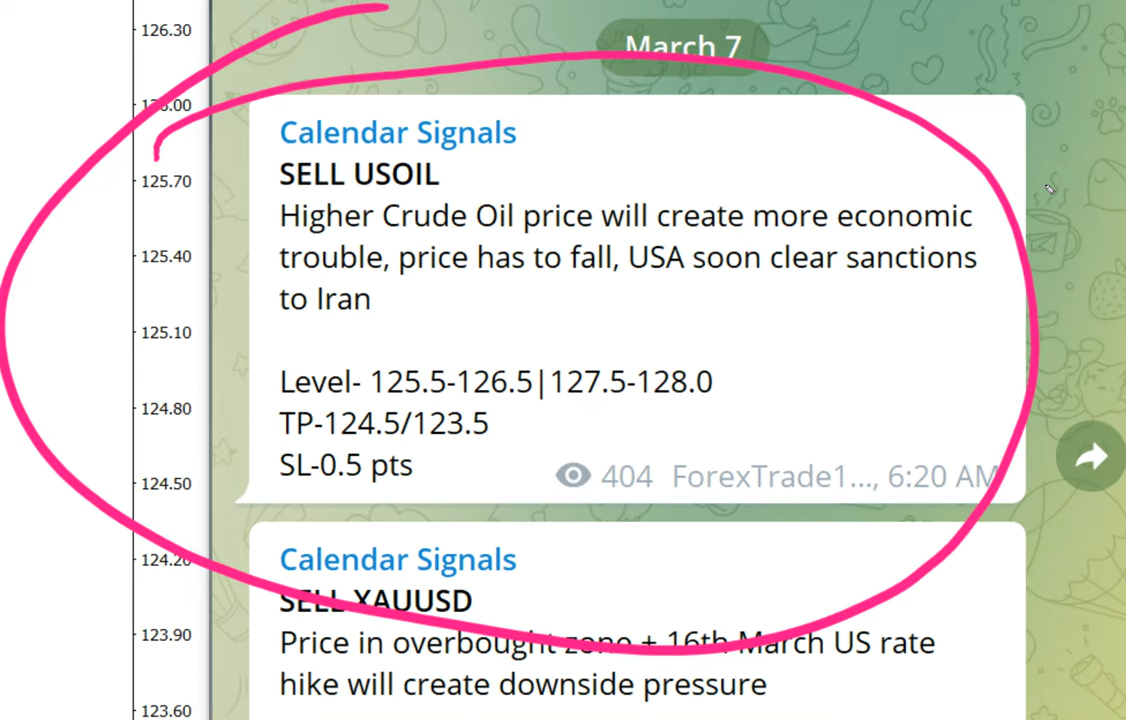 126.30
126.00
125.70
125.40
125.10
124.80
124.50
124.20
123.90
123.60
March 7
Calendar Signals
SELL USOIL
Higher Crude Oil price will create more economic
trouble, price has to fall, USA soon clear sanctions
to Iran
Level- 125.5-126.5|127.5-128.0
TP-124.5/123.5
SL-0.5 pts
404 ForexTrade1..., 6:20 AM
Calendar Signals
SELL XAUUSD
Price in overbought zone + 16th March US rate
hike will create downside pressure